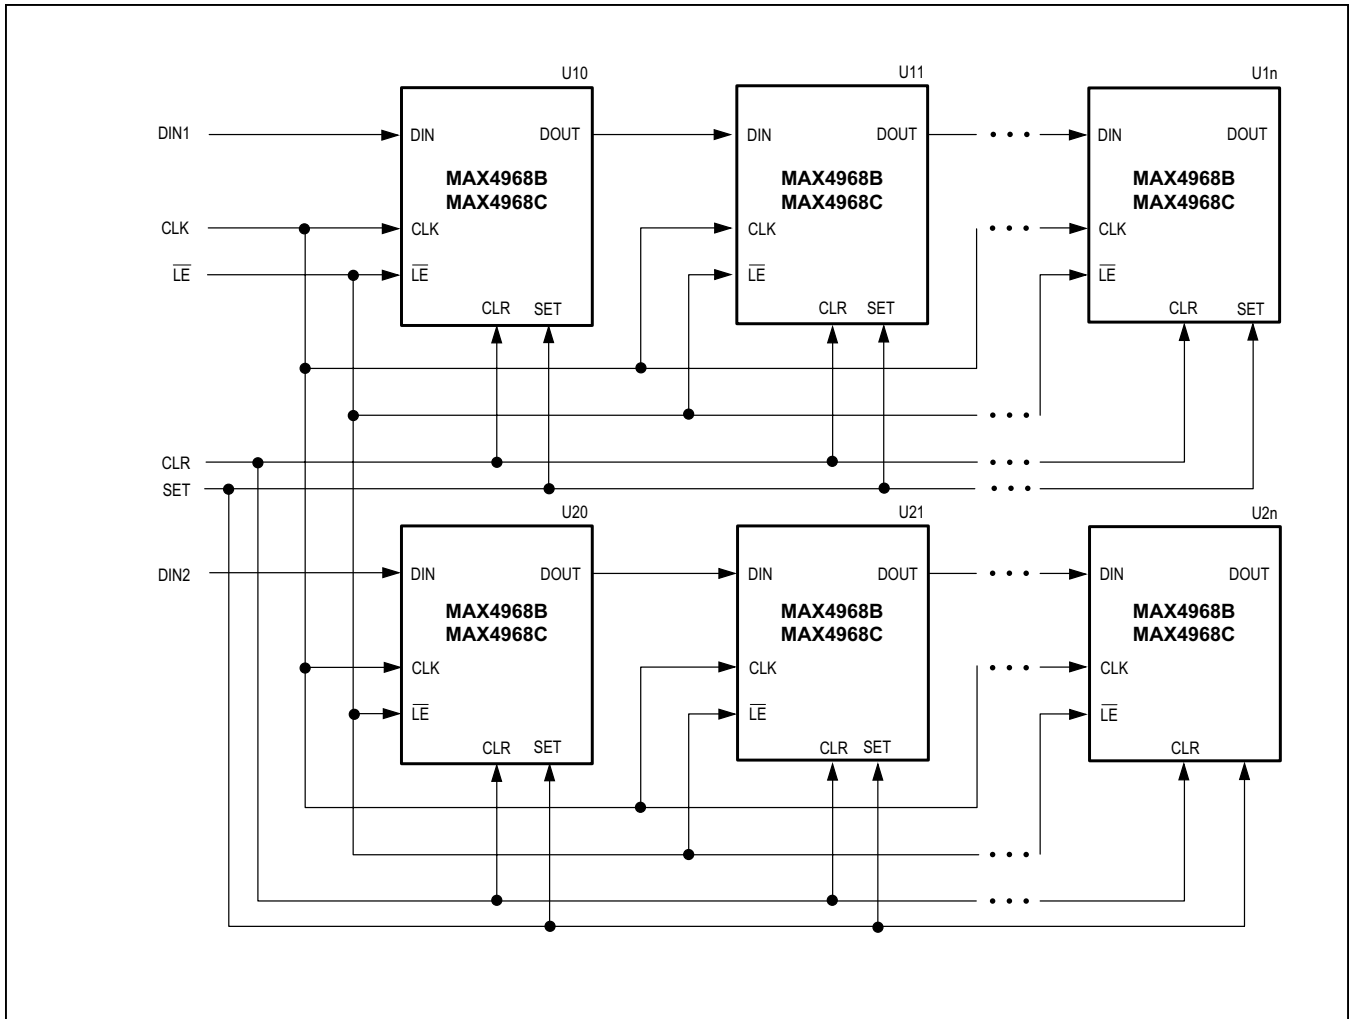 U10
U11
U1n
DIN1
DIN
DOUT
DIN
DOUT
• • •
DIN
DOUT
MAX4968B
MAX4968C
MAX4968B
MAX4968C
MAX4968B
MAX4968C
CLK
CLK
CLK
• • •
CLK
LE
LE
LE
LE
CLR
SET
CLR
SET
CLR
SET
• • •
CLR
• • •
SET
• • •
U20
U21
U2n
DIN2
DIN
DOUT
DIN
DOUT
• • •
DIN
DOUT
MAX4968B
MAX4968C
MAX4968B
MAX4968C
MAX4968B
MAX4968C
CLK
CLK
• • •
CLK
LE
LE
LE
CLR
SET
CLR
SET
CLR
• • •
• • •